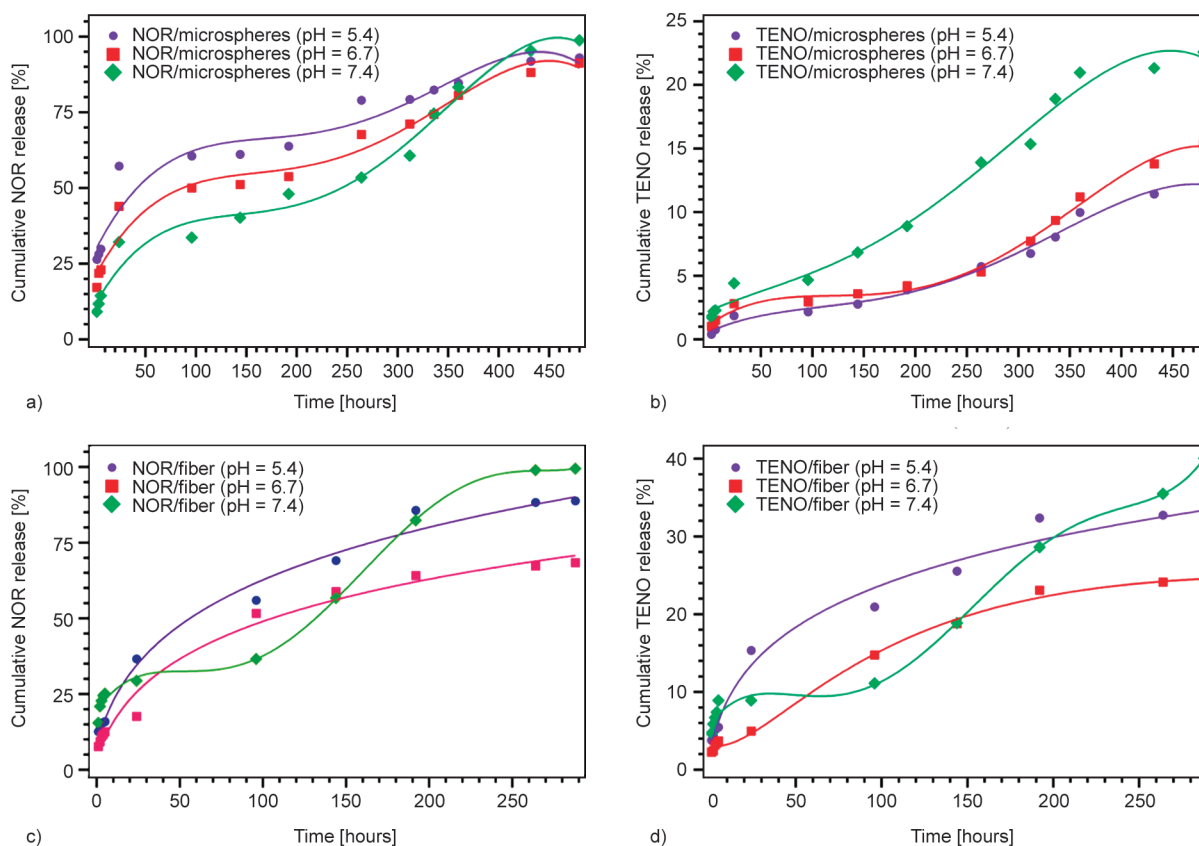 Cumulative NOR release [%]
100
75
50
25
0
NOR/microspheres (pH = 5.4)
NOR/microspheres (pH = 6.7)
NOR/microspheres (pH = 7.4)
50 100 150 200 250 300 350 400 450
Time [hours]
a)
Cumulative TENO release [%]
25
20
15
10
5
0
TENO/microspheres (pH = 5.4)
TENO/microspheres (pH = 6.7)
TENO/microspheres (pH = 7.4)
50 100 150 200 250 300 350 400 450
Time [hours]
b)
Cumulative NOR release [%]
100
75
50
25
0
NOR/fiber (pH = 5.4)
NOR/fiber (pH = 6.7)
NOR/fiber (pH = 7.4)
0 50 100 150 200 250
Time [hours]
c)
Cumulative TENO release [%]
40
30
20
10
0
TENO/fiber (pH = 5.4)
TENO/fiber (pH = 6.7)
TENO/fiber (pH = 7.4)
0 50 100 150 200 250
Time [hours]
d)